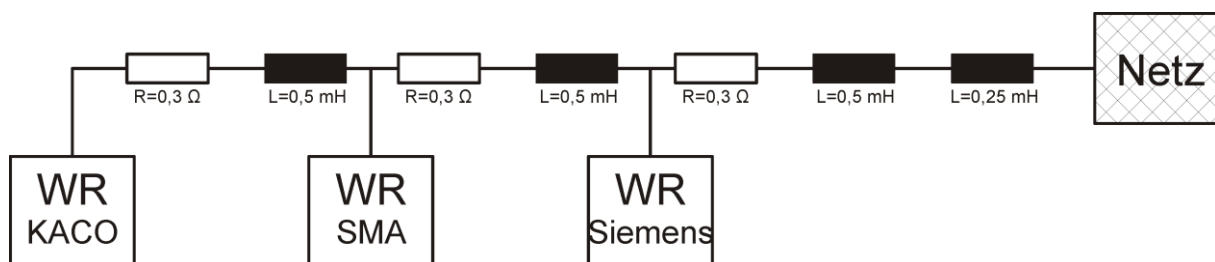 Netz
R=0,3 Ω
L=0,5 mH
R=0,3 Ω
L=0,5 mH
R=0,3 Ω
L=0,5 mH
L=0,25 mH
WR
KACO
WR
SMA
WR
Siemens